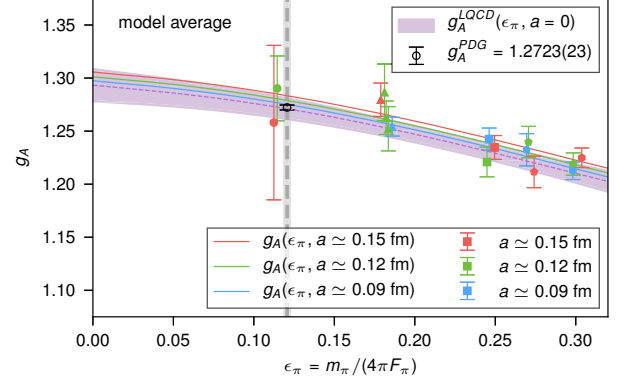 model average
g_A^{LQCD}(ε_π, a = 0)
g_A^{PDG} = 1.2723(23)
1.35
1.30
1.25
1.20
1.15
1.10
g_A
g_A(ε_π, a ≃ 0.15 fm)
g_A(ε_π, a ≃ 0.12 fm)
g_A(ε_π, a ≃ 0.09 fm)
a ≃ 0.15 fm
a ≃ 0.12 fm
a ≃ 0.09 fm
0.00 0.05 0.10 0.15 0.20 0.25 0.30
ε_π = m_π/(4πF_π)